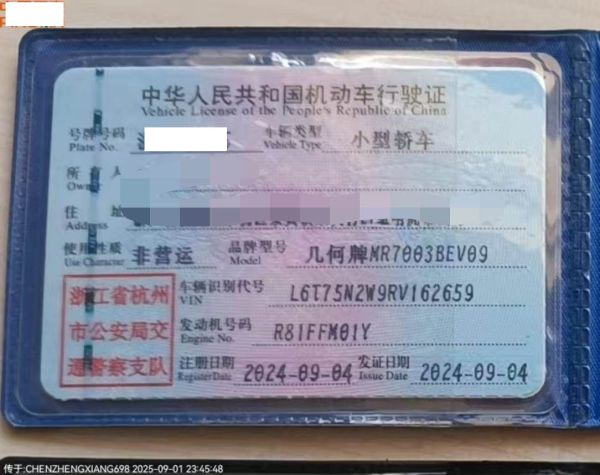 中华人民共和国机动车行驶证
Vehicle License of the People's Republic of China
号牌号码 车辆类型 小型轿车
Plate No. Vehicle Type
所有人
Owner
住 址
Address
使用性质 非营运 品牌型号 几何牌MR7003BEV09
Use Character Model
浙江省杭州 车辆识别代号 L6T75N2W9RV162659
VIN
市公安局交 发动机号码 R8IFFM01Y
Engine No.
通警察支队 注册日期 2024-09-04 发证日期 2024-09-04
Register Date Issue Date
传于:CHENZHENGXIANG698 2025-09-01 23:45:48